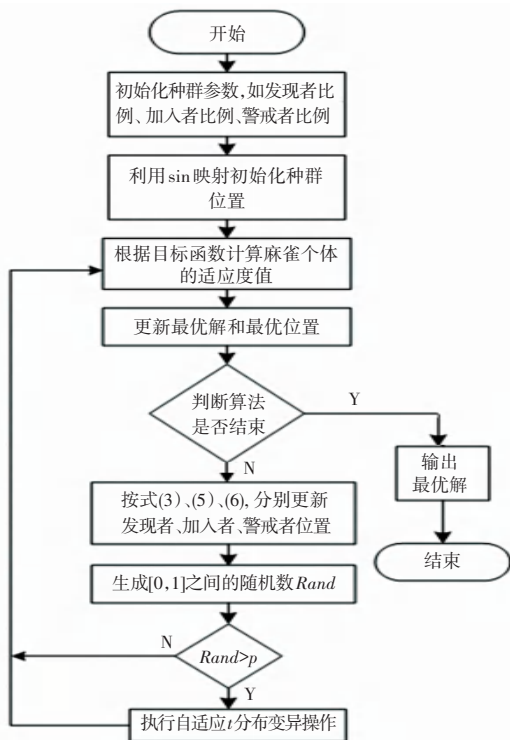 开始
初始化种群参数,如发现者比
例、加入者比例、警戒者比例
利用sin映射初始化种群
位置
根据目标函数计算麻雀个体
的适应度值
更新最优解和最优位置
判断算法
是否结束
Y
N
输出
最优解
按式(3)、(5)、(6),分别更新
发现者、加入者、警戒者位置
结束
生成[0,1]之间的随机数Rand
N
Rand>p
Y
执行自适应t分布变异操作